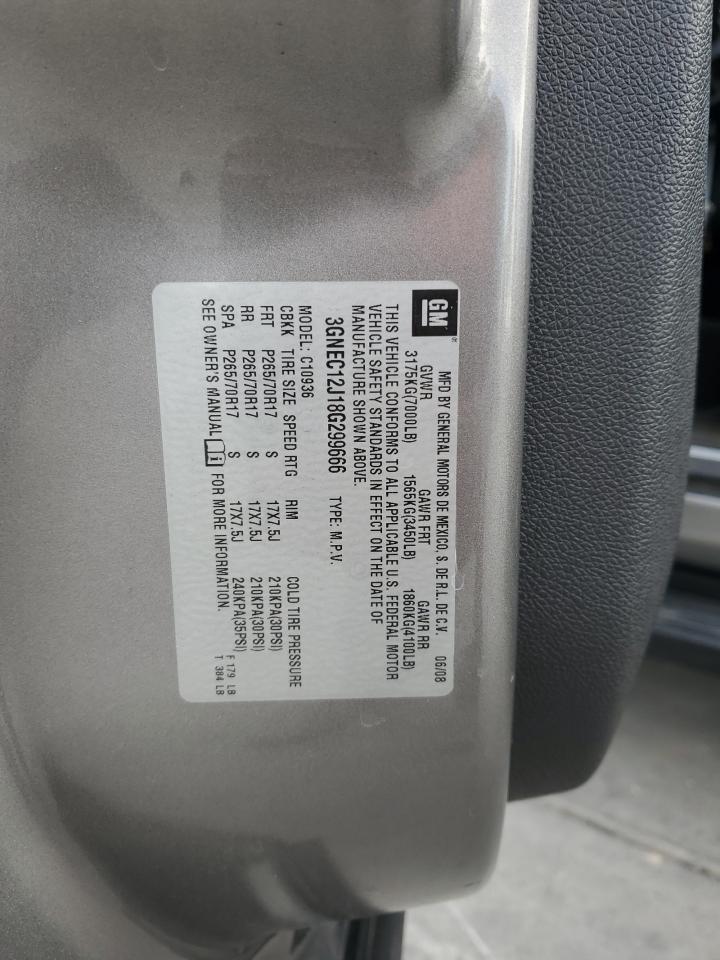 GM®
MFD BY GENERAL MOTORS DE MEXICO, S. DE R.L. DE C.V. 06/08
GVWR GAWR FRT GAWR RR
3175KG(7000LB) 1565KG(3450LB) 1860KG(4100LB)
THIS VEHICLE CONFORMS TO ALL APPLICABLE U.S. FEDERAL MOTOR
VEHICLE SAFETY STANDARDS IN EFFECT ON THE DATE OF
MANUFACTURE SHOWN ABOVE.
3GNEC12J18G299666 TYPE: M.P.V.
MODEL: C10936
CBKK TIRE SIZE SPEED RTG RIM COLD TIRE PRESSURE
FRT P265/70R17 S 17X7.5J 210KPA(30PSI)
RR P265/70R17 S 17X7.5J 210KPA(30PSI)
SPA P265/70R17 S 17X7.5J 240KPA(35PSI)
SEE OWNER'S MANUAL i FOR MORE INFORMATION.
F 179 LB
T 384 LB